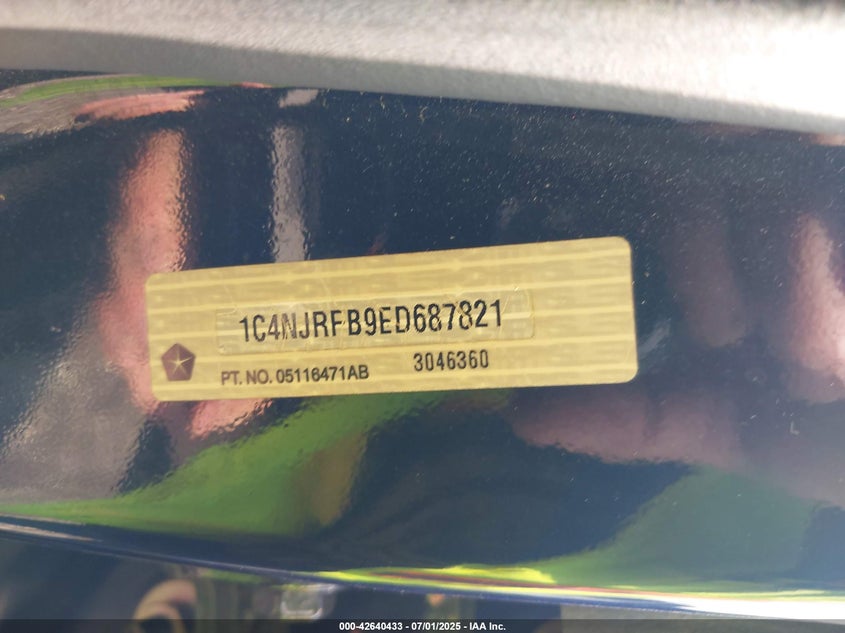 1C4NJRFB9ED687821
PT. NO. 05116471AB 3046360
000-42640433 - 07/01/2025 - IAA Inc.